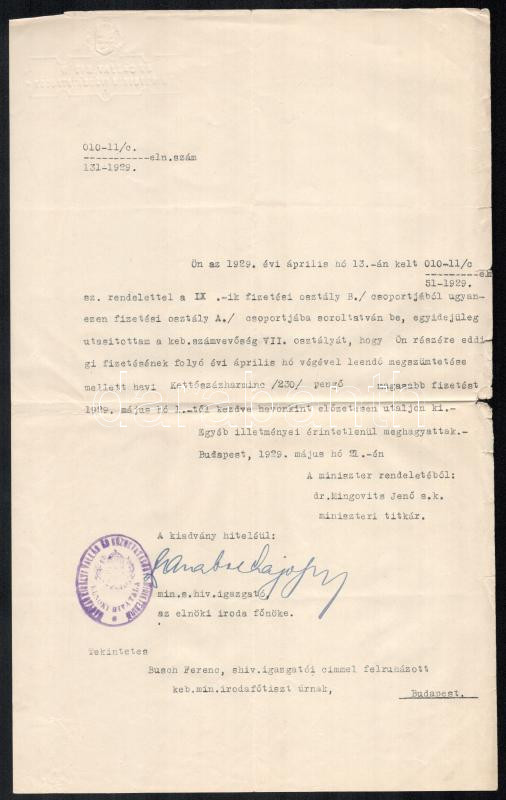 010-11/c.
-----------eln.szám
131-1929.
Ön az 1929. évi április hó 13.-án kelt 010-11/c
51-1929.
sz. rendelettel a IX .-ik fizetési osztály B./ csoportjából ugyan-
ezen fizetési osztály A./ csoportjába soroltatván be, egyidejüleg
utasitottam a keb.számvevőség VII. osztályát, hogy Ön részére eddi
gi fizetésének folyó évi április hó végével leendő megszüntetése
mellett havi Kettőszázharminc /230/ pengő magasabb fizetést
1929. május hó 1.-től kezdve havonkint előzetesen utaljon ki.-
Egyéb illetményei érintetlenül meghagyattak.-
Budapest, 1929. május hó 21.-én
A miniszter rendeletéből:
dr.Mingovits Jenő s.k.
miniszteri titkár.
A kiadvány hiteléül:
min.s.hiv.igazgató,
az elnöki iroda főnöke.
Tekintetes
Busch Ferenc, shiv.igazgatói cimmel felruházott
keb.min.irodafőtiszt úrnak,
Budapest.
darabanth